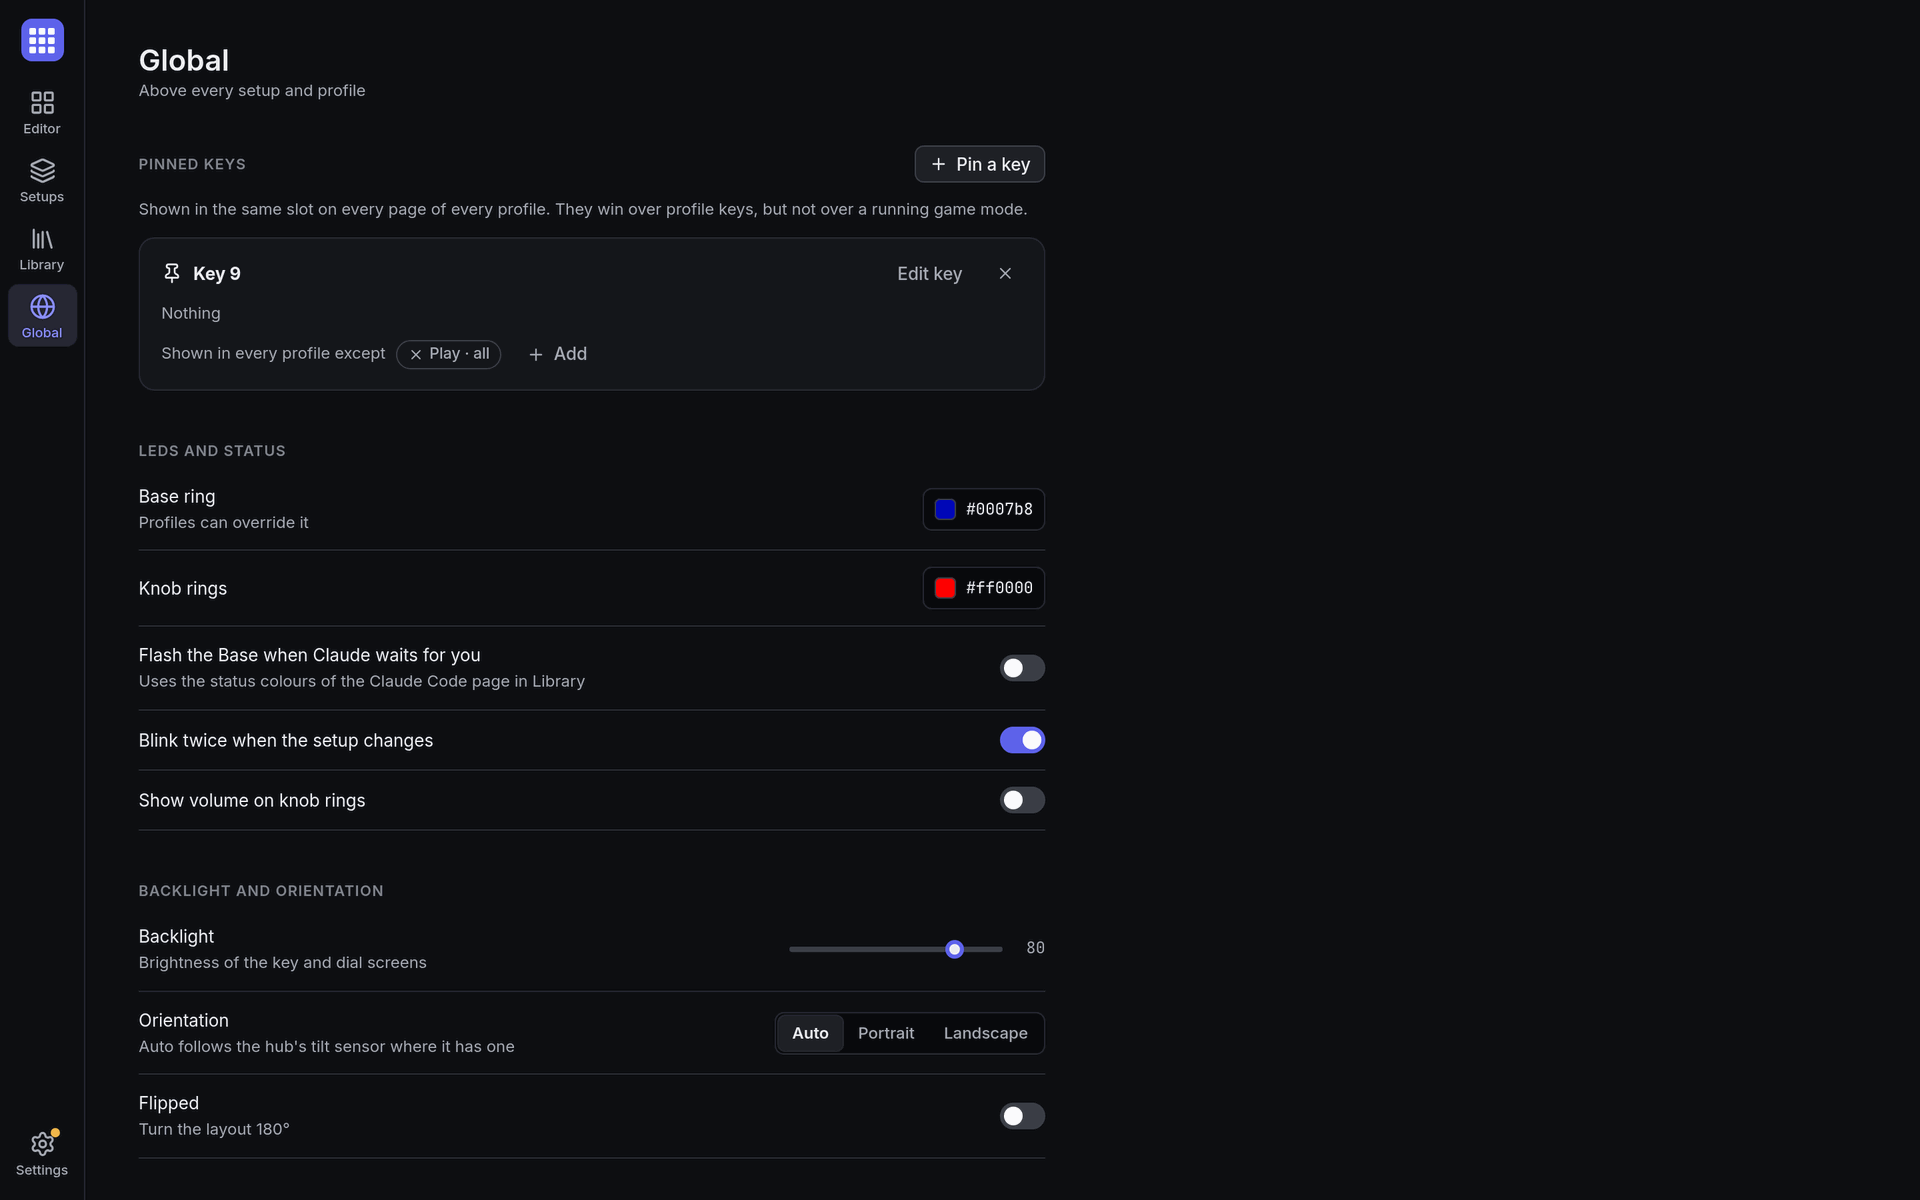 Global
Above every setup and profile
Editor
Setups
Library
Global
Settings
PINNED KEYS
Pin a key
Shown in the same slot on every page of every profile. They win over profile keys, but not over a running game mode.
Key 9
Edit key
Nothing
Shown in every profile except
Play · all
Add
LEDS AND STATUS
Base ring
Profiles can override it
#0007b8
Knob rings
#ff0000
Flash the Base when Claude waits for you
Uses the status colours of the Claude Code page in Library
Blink twice when the setup changes
Show volume on knob rings
BACKLIGHT AND ORIENTATION
Backlight
Brightness of the key and dial screens
80
Orientation
Auto follows the hub's tilt sensor where it has one
Auto Portrait Landscape
Flipped
Turn the layout 180°